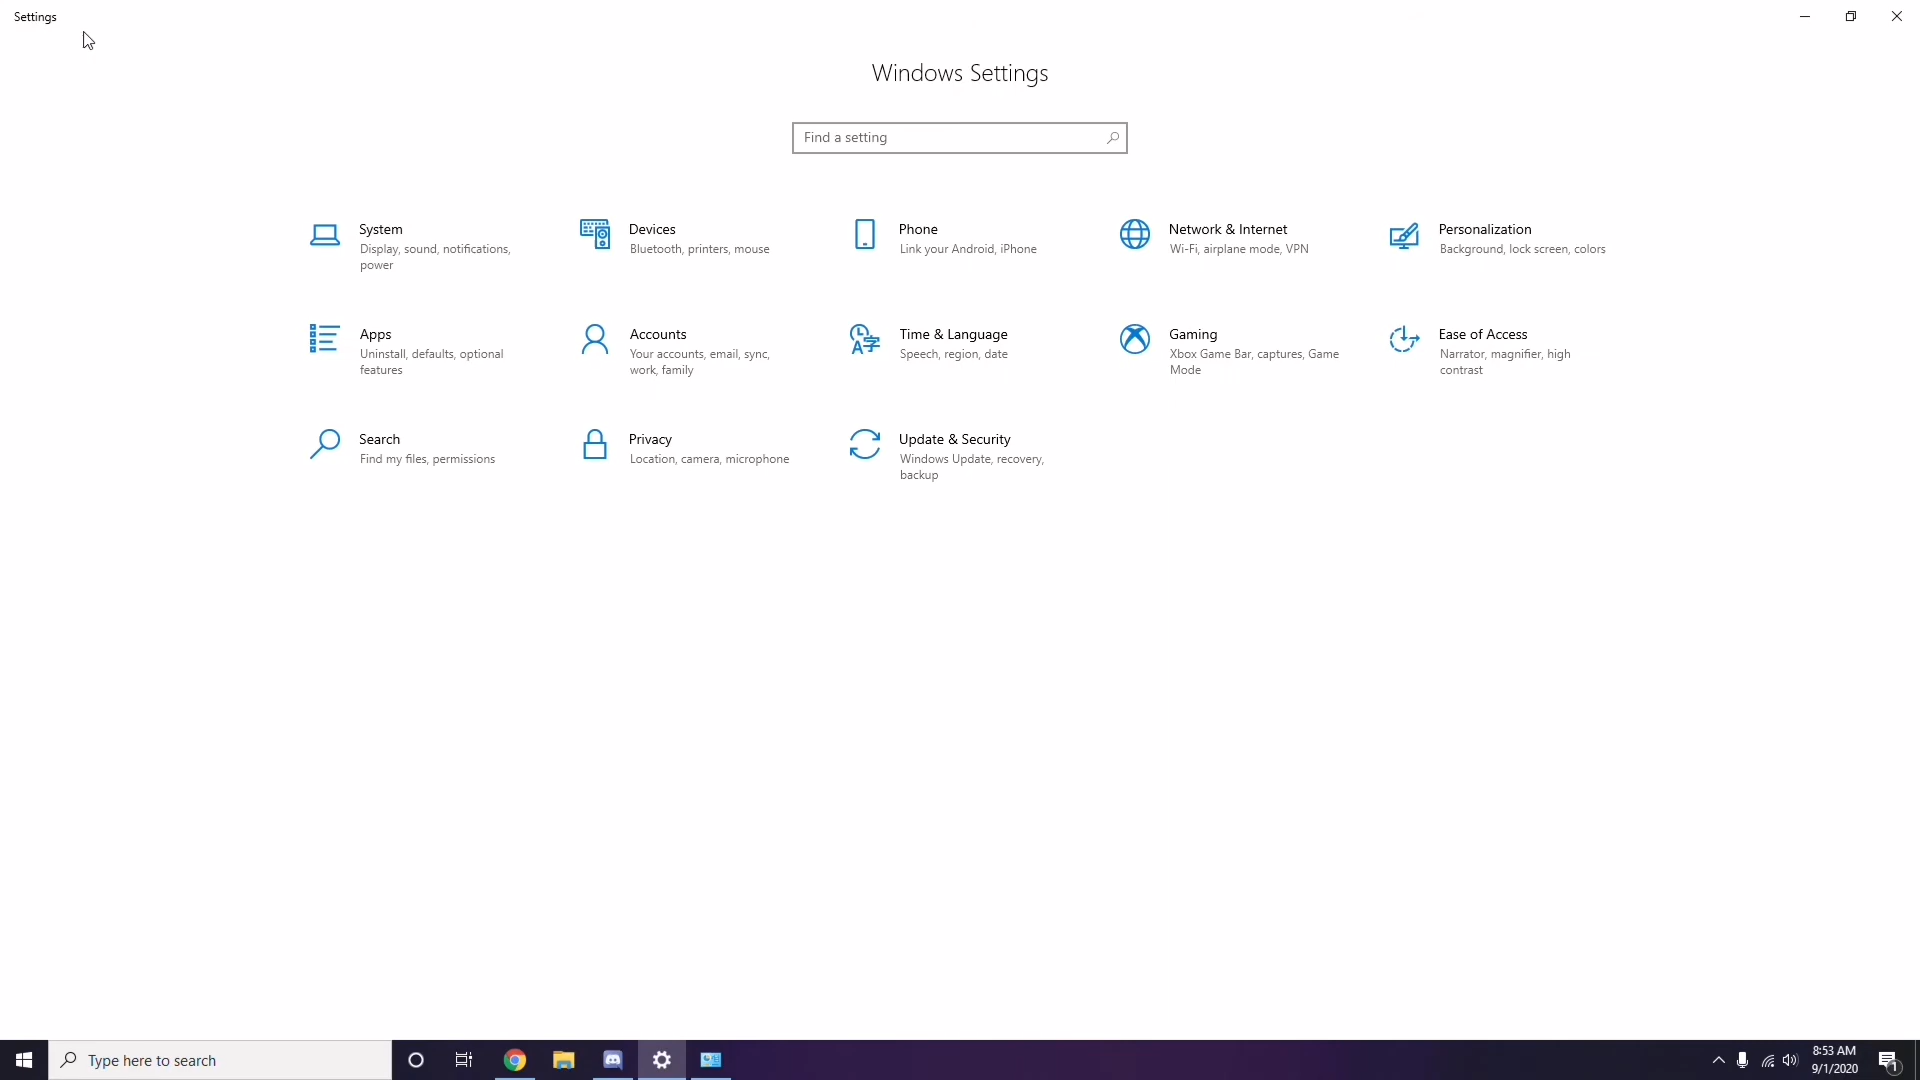 Settings
Windows Settings
Find a setting
System
Display, sound, notifications,
power
Devices
Bluetooth, printers, mouse
Phone
Link your Android, iPhone
Network & Internet
Wi-Fi, airplane mode, VPN
Personalization
Background, lock screen, colors
Apps
Uninstall, defaults, optional
features
Accounts
Your accounts, email, sync,
work, family
Time & Language
Speech, region, date
Gaming
Xbox Game Bar, captures, Game
Mode
Ease of Access
Narrator, magnifier, high
contrast
Search
Find my files, permissions
Privacy
Location, camera, microphone
Update & Security
Windows Update, recovery,
backup
Type here to search
8:53 AM
9/1/2020
1